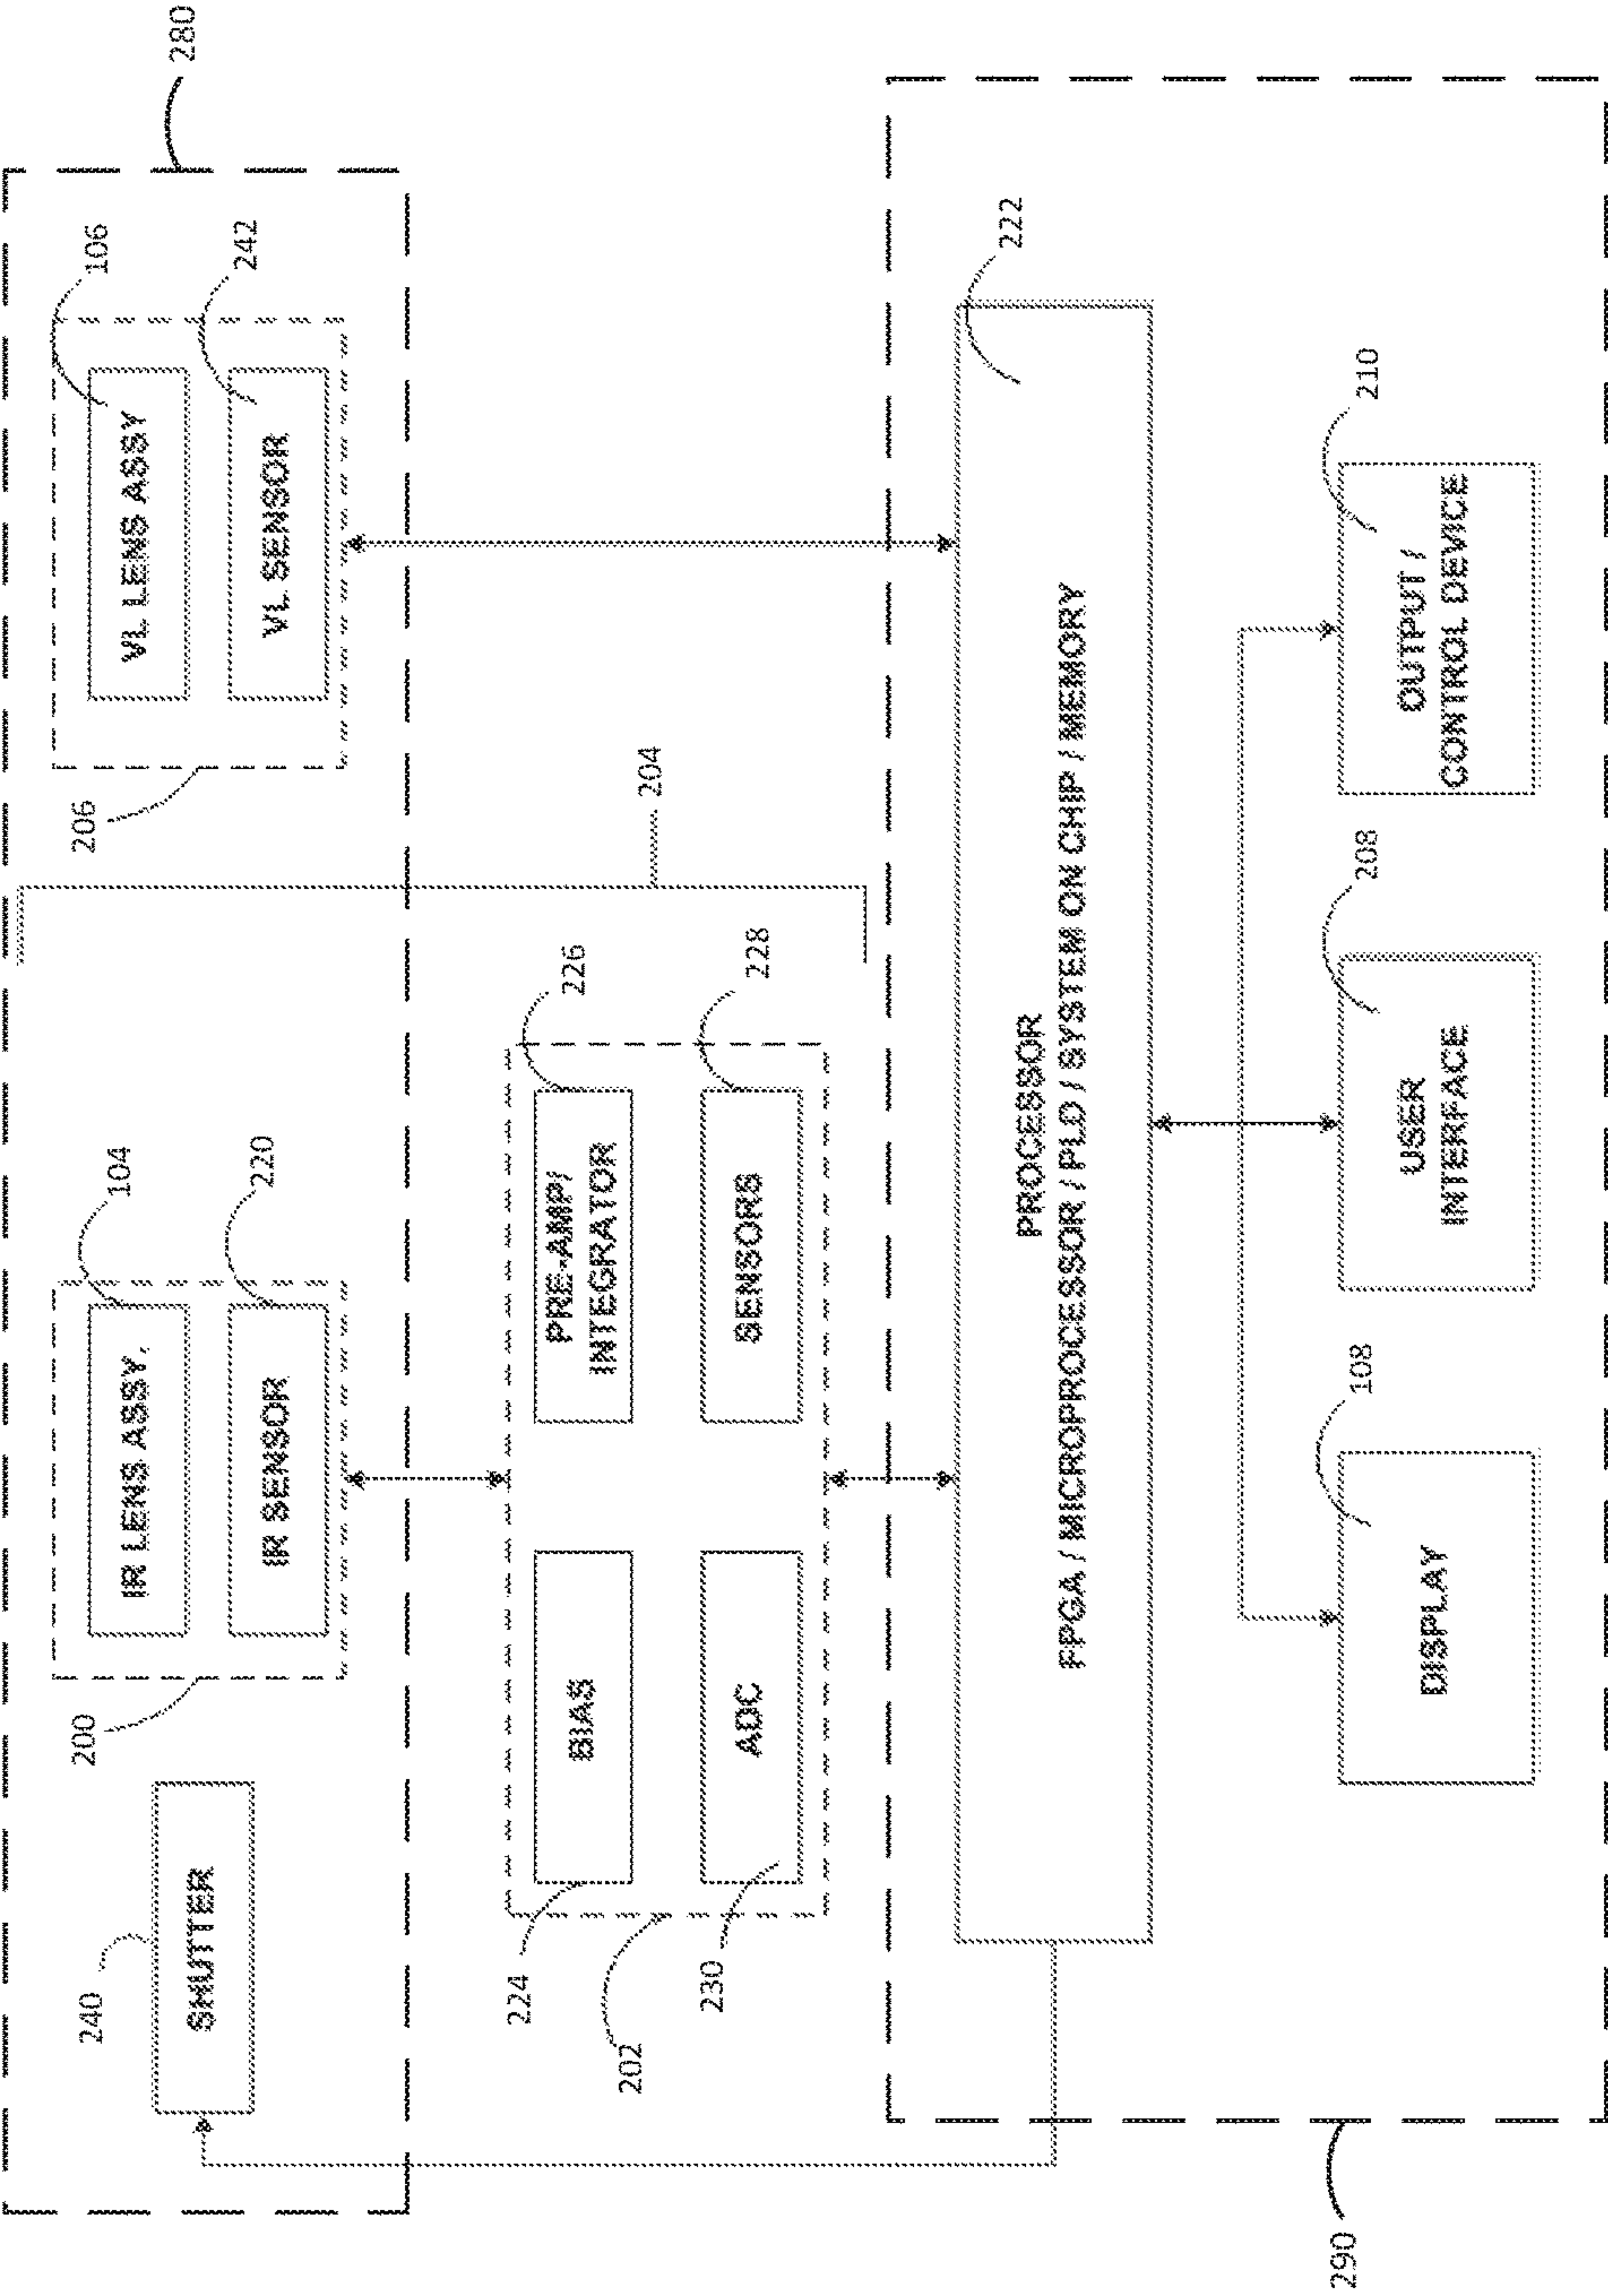 280
240
SHUTTER
200
IR LENS ASSY.
104
IR SENSOR
220
206
VL LENS ASSY
106
VL SENSOR
242
204
202
224
BIAS
PRE-AMP/
INTEGRATOR
226
230
ADC
SENSORS
228
PROCESSOR
FPGA / MICROPROCESSOR / PLD / SYSTEM ON CHIP / MEMORY
222
290
DISPLAY
108
USER
INTERFACE
208
OUTPUT /
CONTROL DEVICE
210